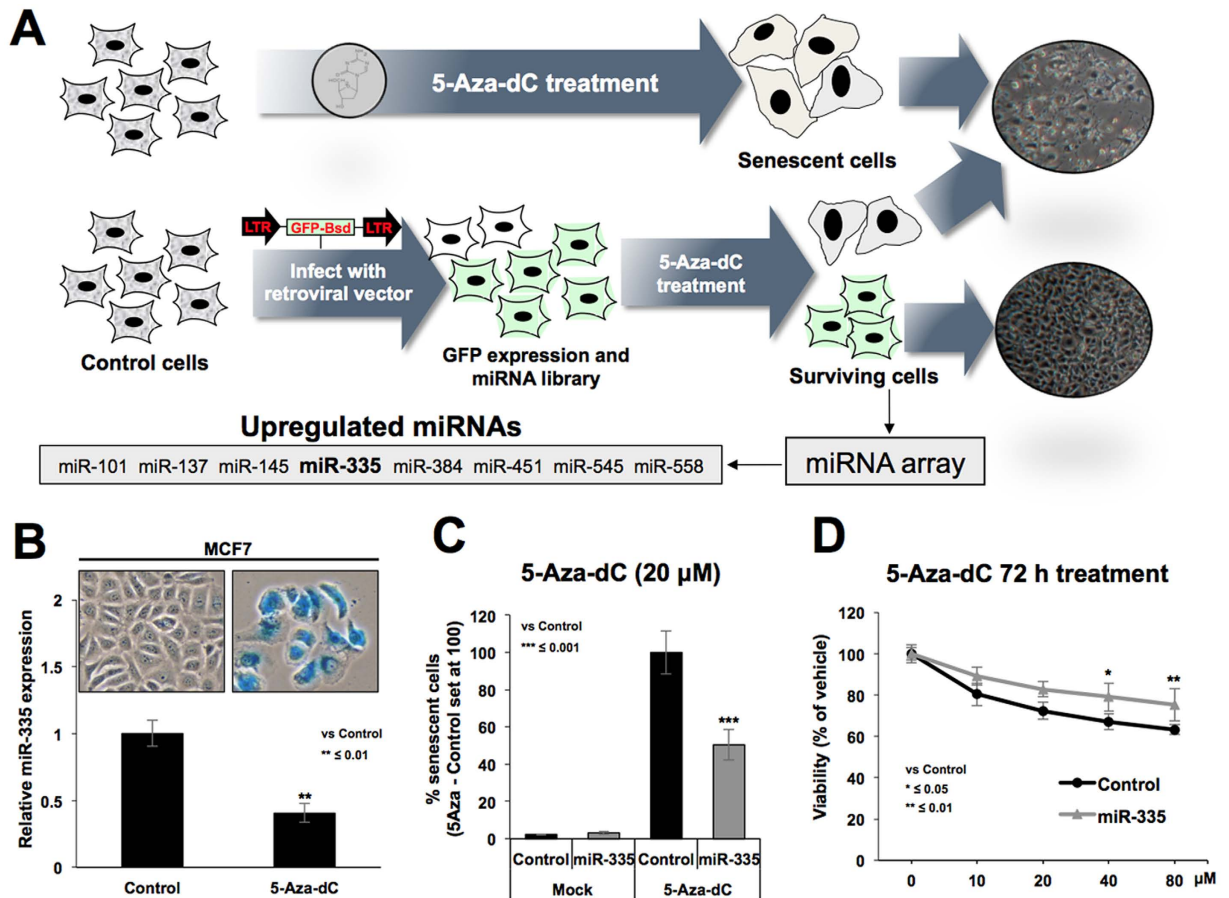 A
5-Aza-dC treatment
Senescent cells
LTR GFP-Bsd LTR
Infect with
retroviral vector
5-Aza-dC
treatment
Control cells
GFP expression and
miRNA library
Surviving cells
Upregulated miRNAs
miR-101 miR-137 miR-145 miR-335 miR-384 miR-451 miR-545 miR-558
miRNA array
B
MCF7
Relative miR-335 expression
2
1.5
1
0.5
0
vs Control
** ≤ 0.01
**
Control
5-Aza-dC
C
5-Aza-dC (20 µM)
% senescent cells
(5Aza - Control set at 100)
120
100
80
60
40
20
0
vs Control
*** ≤ 0.001
***
Control miR-335 Control miR-335
Mock 5-Aza-dC
D
5-Aza-dC 72 h treatment
Viability (% of vehicle)
120
100
80
60
40
20
0
* **
vs Control
* ≤ 0.05
** ≤ 0.01
Control
miR-335
0 10 20 40 80 µM